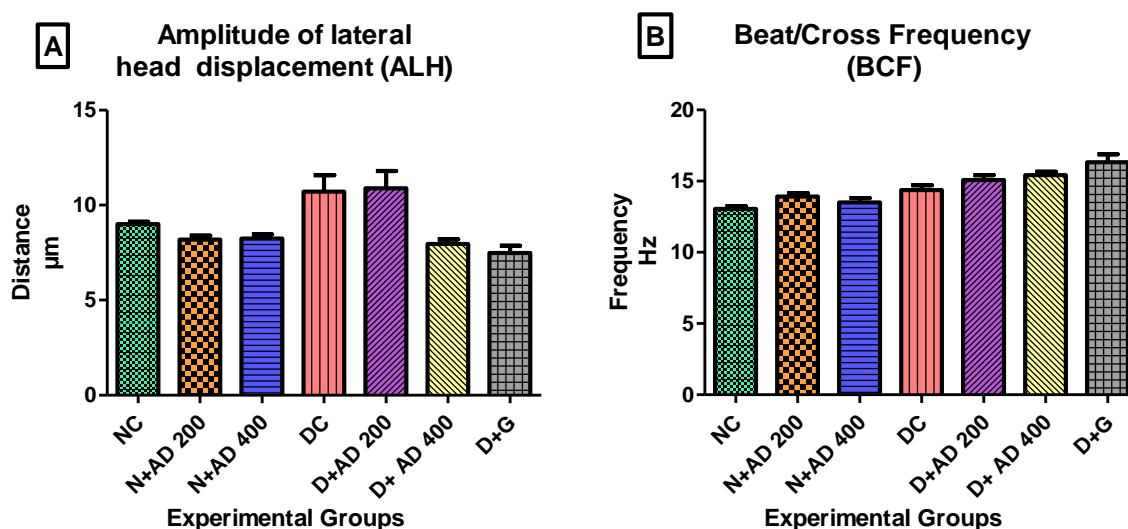 A
Amplitude of lateral
head displacement (ALH)
15
10
5
0
Distance
µm
NC
N+AD 200
N+AD 400
DC
D+AD 200
D+ AD 400
D+G
Experimental Groups
B
Beat/Cross Frequency
(BCF)
20
15
10
5
0
Frequency
Hz
NC
N+AD 200
N+AD 400
DC
D+AD 200
D+ AD 400
D+G
Experimental Groups